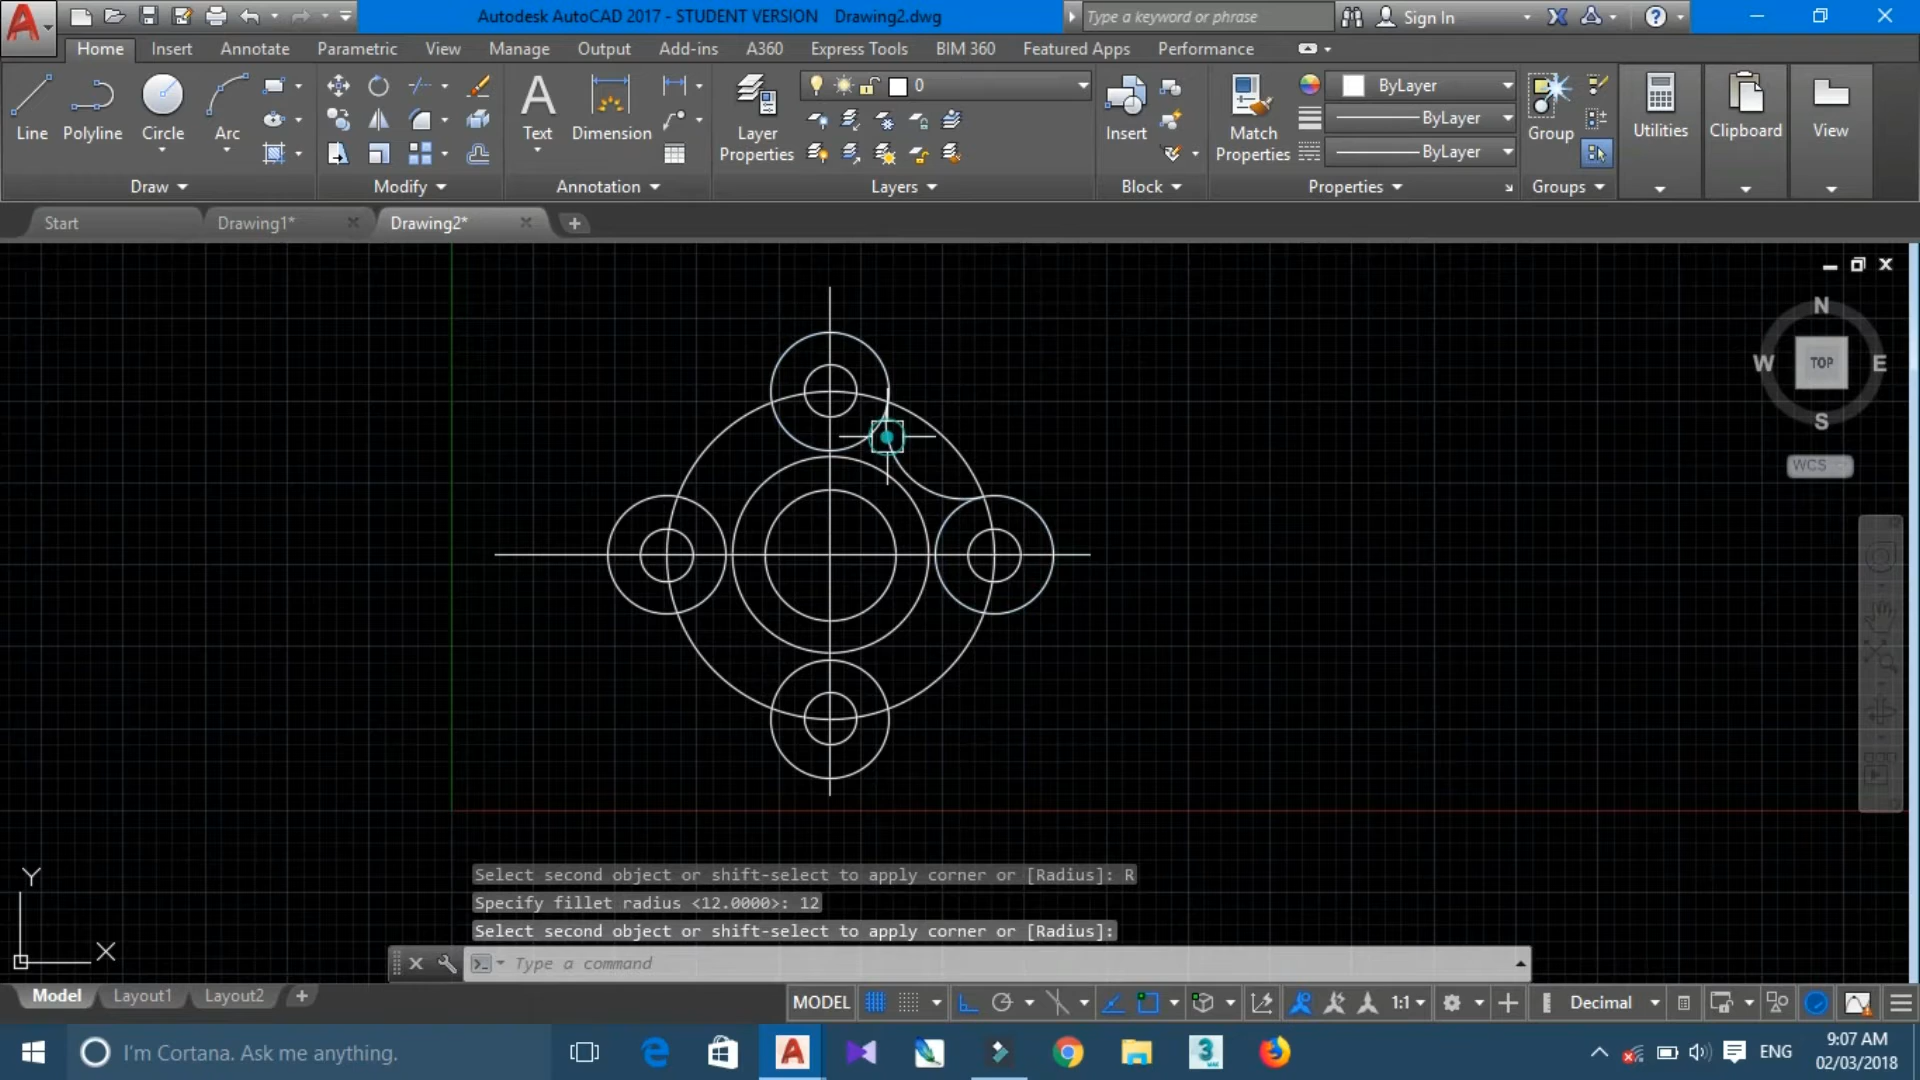 Autodesk AutoCAD 2017 - STUDENT VERSION Drawing2.dwg
Type a keyword or phrase
Sign In
Home Insert Annotate Parametric View Manage Output Add-ins A360 Express Tools BIM 360 Featured Apps Performance
0
ByLayer
ByLayer
ByLayer
Line Polyline Circle Arc
Text Dimension
Layer Properties
Insert
Match Properties
Group
Utilities
Clipboard
View
Draw Modify Annotation Layers Block Properties Groups
Start Drawing1* Drawing2*
N
W TOP E
S
WCS
Y
X
Select second object or shift-select to apply corner or [Radius]: R
Specify fillet radius <12.0000>: 12
Select second object or shift-select to apply corner or [Radius]:
Type a command
Model Layout1 Layout2
MODEL 1:1 Decimal
I'm Cortana. Ask me anything.
ENG
9:07 AM
02/03/2018